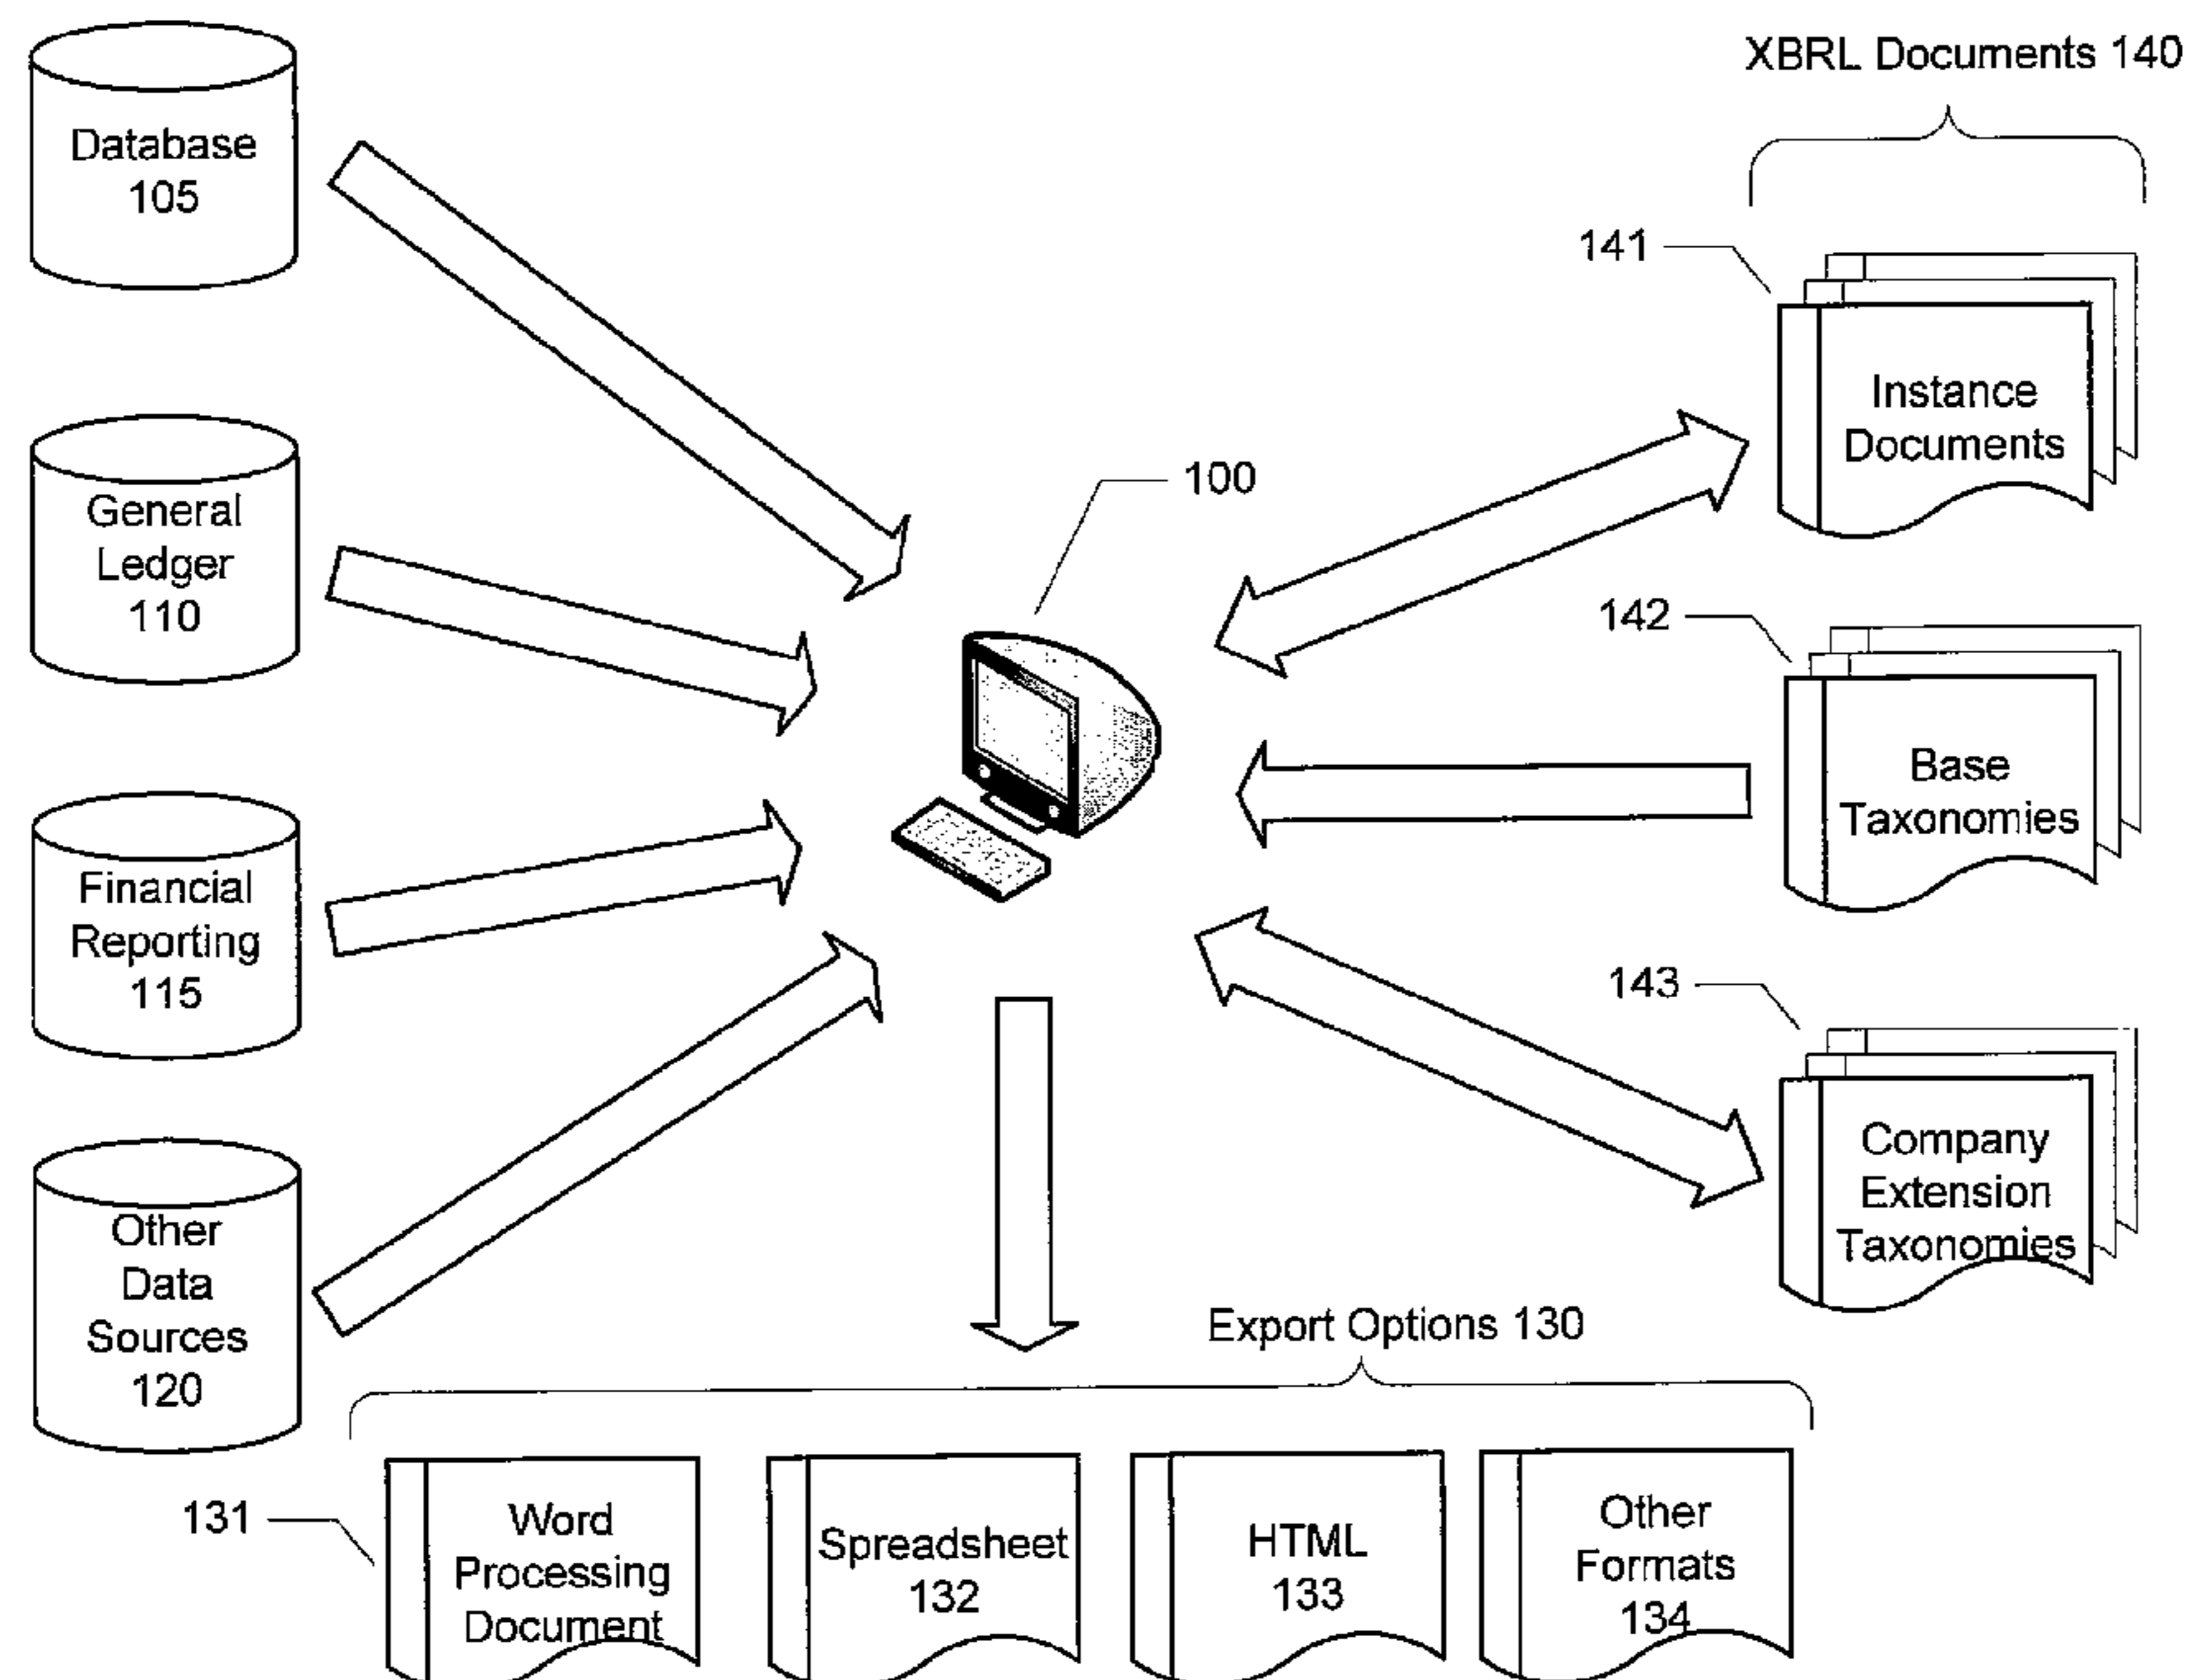 XBRL Documents 140
Database
105
141
Instance
Documents
100
General
Ledger
110
142
Base
Taxonomies
Financial
Reporting
115
143
Company
Extension
Taxonomies
Other
Data
Sources
120
Export Options 130
131
Word
Processing
Document
Spreadsheet
132
HTML
133
Other
Formats
134